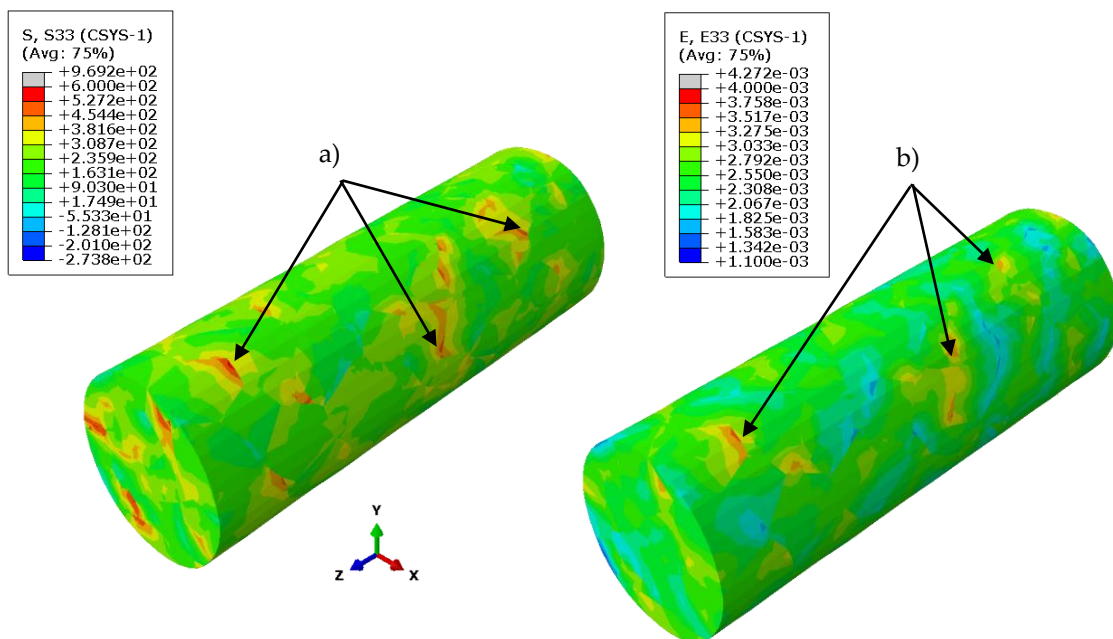 S, S33 (CSYS-1)
(Avg: 75%)
+9.692e+02
+6.000e+02
+5.272e+02
+4.544e+02
+3.816e+02
+3.087e+02
+2.359e+02
+1.631e+02
+9.030e+01
+1.749e+01
-5.533e+01
-1.281e+02
-2.010e+02
-2.738e+02
a)
E, E33 (CSYS-1)
(Avg: 75%)
+4.272e-03
+4.000e-03
+3.758e-03
+3.517e-03
+3.275e-03
+3.033e-03
+2.792e-03
+2.550e-03
+2.308e-03
+2.067e-03
+1.825e-03
+1.583e-03
+1.342e-03
+1.100e-03
b)
Y
Z
X